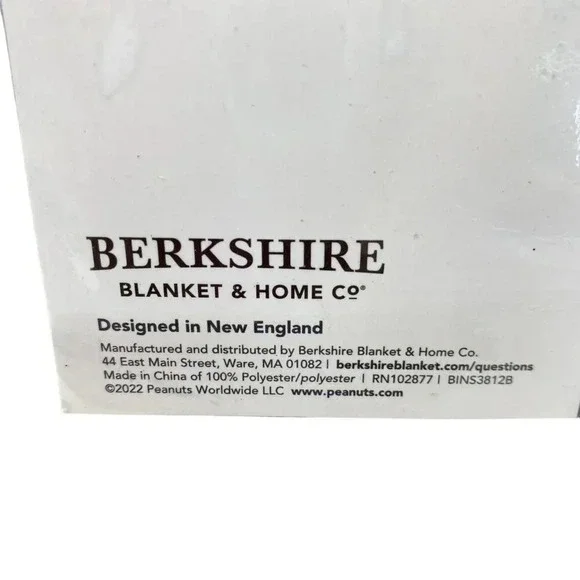 BERKSHIRE
BLANKET & HOME Cº®
Designed in New England
Manufactured and distributed by Berkshire Blanket & Home Co.
44 East Main Street, Ware, MA 01082 | berkshireblanket.com/questions
Made in China of 100% Polyester/polyester | RN102877 | BINS3812B
©2022 Peanuts Worldwide LLC www.peanuts.com